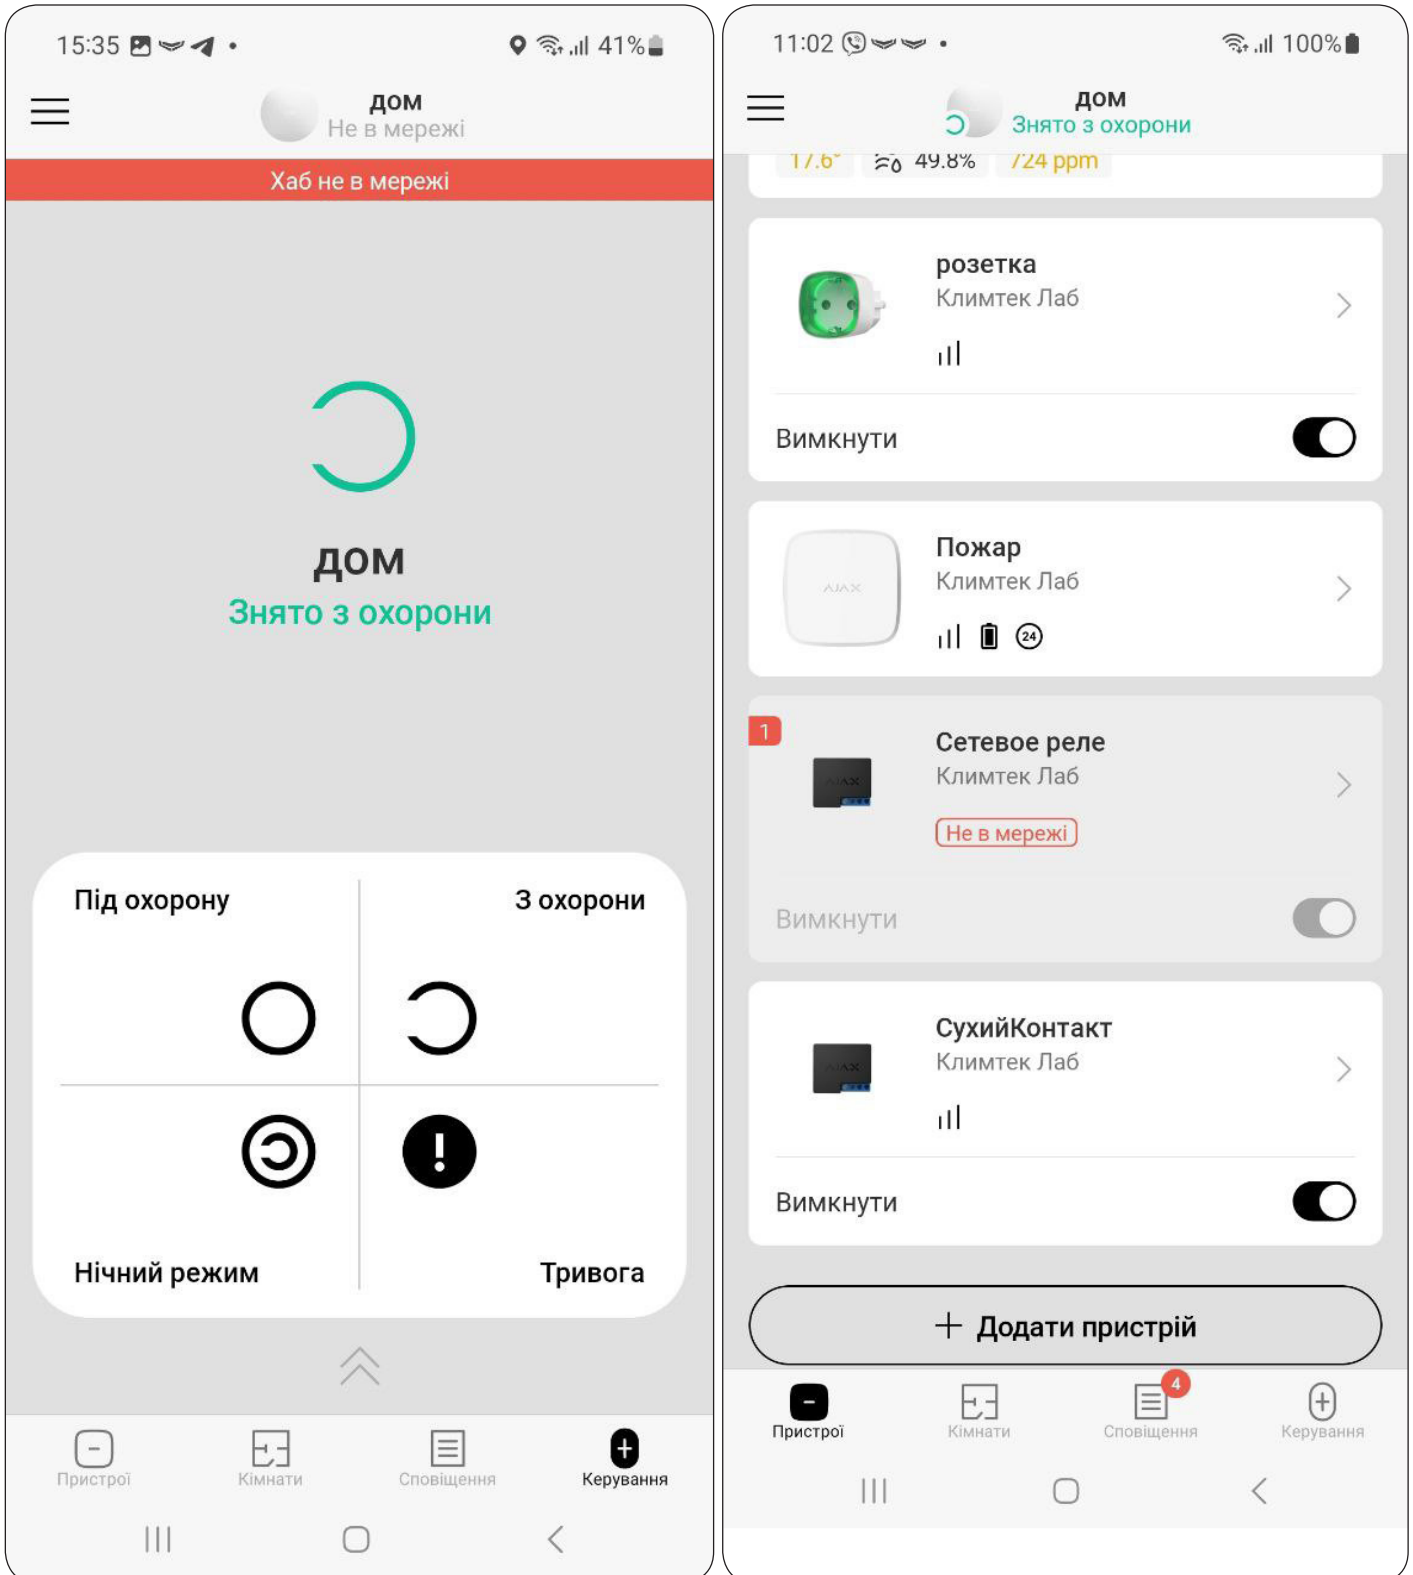 15:35
41%
дом
Не в мережі
Хаб не в мережі
дом
Знято з охорони
Під охорону
З охорони
Нічний режим
Тривога
Пристрої
Кімнати
Сповіщення
Керування
11:02
100%
дом
Знято з охорони
17.6° 49.8% 724 ppm
розетка
Климтек Лаб
Вимкнути
Пожар
Климтек Лаб
AJAX
24
1
Сетевое реле
Климтек Лаб
AJAX
Не в мережі
Вимкнути
СухийКонтакт
Климтек Лаб
AJAX
Вимкнути
+ Додати пристрій
4
Пристрої
Кімнати
Сповіщення
Керування